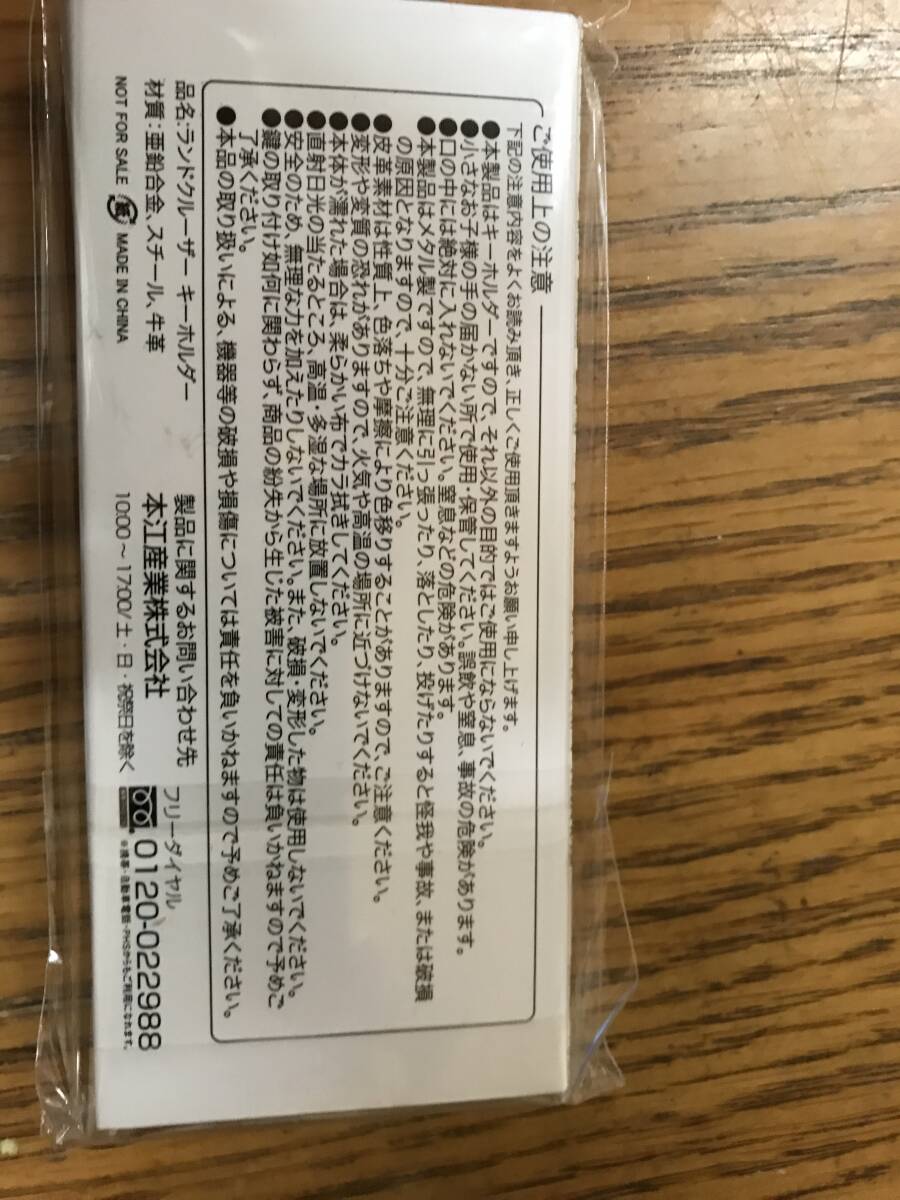 ご使用上の注意
下記の注意内容をよくお読み頂き、正しくご使用頂きますようお願い申し上げます。
●本製品はキーホルダーですので、それ以外の目的ではご使用にならないでください。
●小さなお子様の手の届かない所で使用・保管してください。誤飲や窒息、事故の危険があります。
●口の中には絶対に入れないでください。窒息などの危険があります。
●本製品はメタル製ですので、無理に引っ張ったり、落としたり、投げたりすると怪我や事故、または破損
の原因となりますので、十分ご注意ください。
●皮革素材は性質上、色落ちや摩擦により色移りすることがありますので、ご注意ください。
●変形や変質の恐れがありますので、火気や高温の場所に近づけないでください。
●本体が濡れた場合は、柔らかい布でカラ拭きしてください。
●直射日光の当たるところ、高温・多湿な場所に放置しないでください。
●安全のため、無理な力を加えたりしないでください。また、破損・変形した物は使用しないでください。
●鍵の取り付け如何に関わらず、商品の紛失から生じた被害に対しての責任は負いかねますので予めご
了承ください。
●本品の取り扱いによる、機器等の破損や損傷については責任を負いかねますので予めご了承ください。
品名:ランドクルーザー キーホルダー
材質:亜鉛合金、スチール、牛革
NOT FOR SALE 紙 MADE IN CHINA
製品に関するお問い合わせ先
本江産業株式会社
10:00〜17:00/土・日・祝祭日を除く
フリーダイヤル
0120-022988
※携帯・自動車電話・PHSからもご利用になれます。